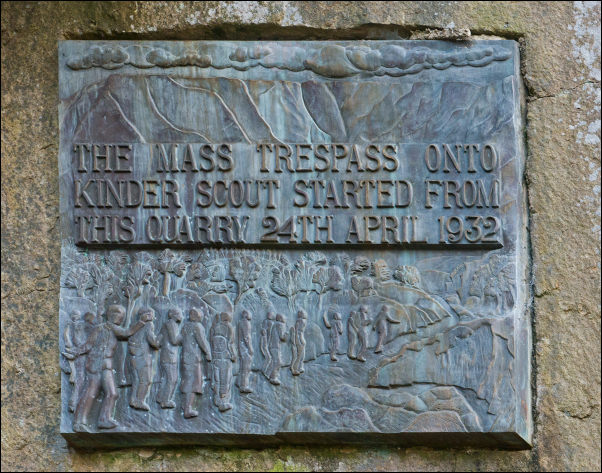 THE MASS TRESPASS ONTO
KINDER SCOUT STARTED FROM
THIS QUARRY 24TH APRIL 1932